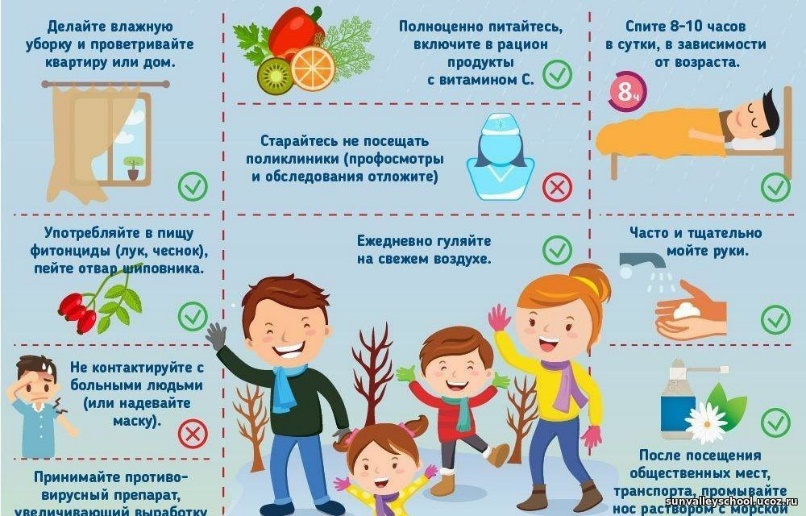 Делайте влажную
уборку и проветривайте
квартиру или дом.
Полноценно питайтесь,
включите в рацион
продукты
с витамином С.
Спите 8-10 часов
в сутки, в зависимости
от возраста.
8ч
Старайтесь не посещать
поликлиники (профосмотры
и обследования отложите)
Употребляйте в пищу
фитонциды (лук, чеснок),
пейте отвар шиповника.
Ежедневно гуляйте
на свежем воздухе.
Часто и тщательно
мойте руки.
Не контактируйте с
больными людьми
(или надевайте
маску).
Принимайте противо-
вирусный препарат,
увеличивающий выработку
После посещения
общественных мест,
транспорта, промывайте
нос раствором с морской
sunvalleyschool.ucoz.ru